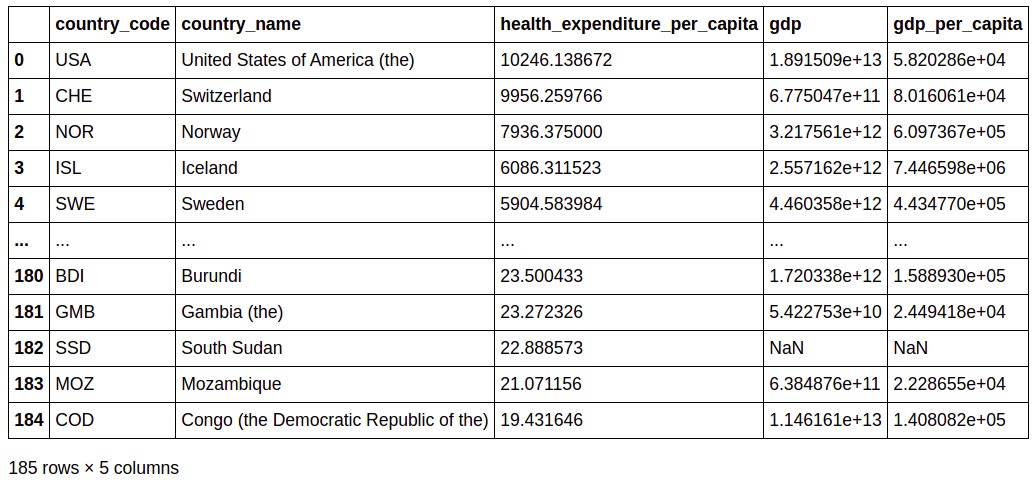 country_code country_name health_expenditure_per_capita gdp gdp_per_capita
0 USA United States of America (the) 10246.138672 1.891509e+13 5.820286e+04
1 CHE Switzerland 9956.259766 6.775047e+11 8.016061e+04
2 NOR Norway 7936.375000 3.217561e+12 6.097367e+05
3 ISL Iceland 6086.311523 2.557162e+12 7.446598e+06
4 SWE Sweden 5904.583984 4.460358e+12 4.434770e+05
... ... ... ... ... ...
180 BDI Burundi 23.500433 1.720338e+12 1.588930e+05
181 GMB Gambia (the) 23.272326 5.422753e+10 2.449418e+04
182 SSD South Sudan 22.888573 NaN NaN
183 MOZ Mozambique 21.071156 6.384876e+11 2.228655e+04
184 COD Congo (the Democratic Republic of the) 19.431646 1.146161e+13 1.408082e+05
185 rows × 5 columns